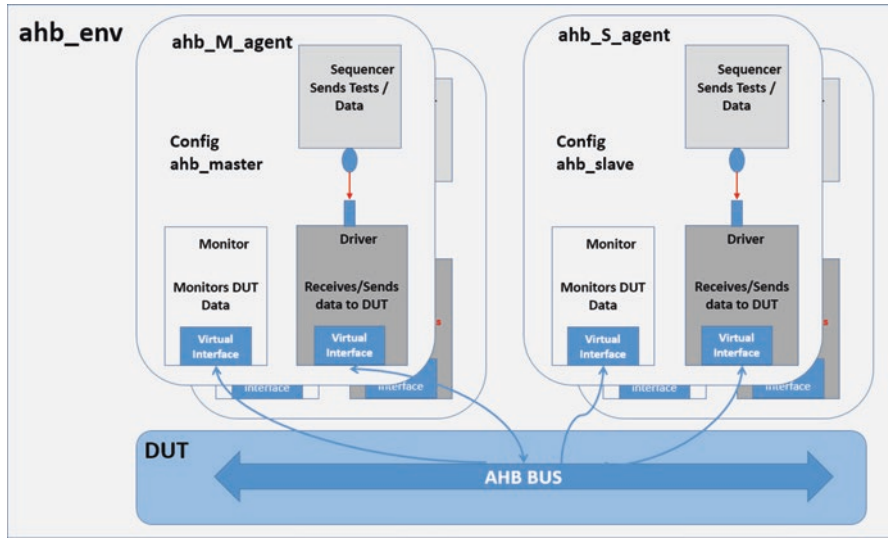 ahb_env
ahb_M_agent
Sequencer
Sends Tests /
Data
Config
ahb_master
Monitor
Monitors DUT
Data
Virtual
Interface
Driver
Receives/Sends
data to DUT
Virtual
Interface
Interface
Interface
ahb_S_agent
Sequencer
Sends Tests /
Data
Config
ahb_slave
Monitor
Monitors DUT
Data
Virtual
Interface
Driver
Receives/Sends
data to DUT
Virtual
Interface
Interface
Interface
DUT
AHB BUS